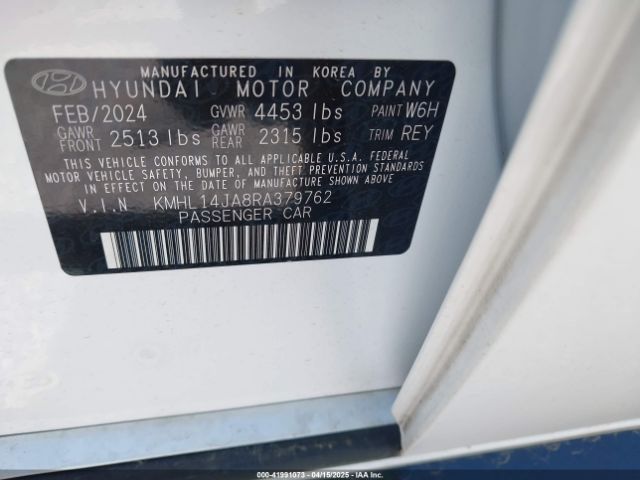 MANUFACTURED IN KOREA BY
HYUNDAI MOTOR COMPANY
FEB/2024 GVWR 4453 lbs PAINT W6H
GAWR FRONT 2513 lbs GAWR REAR 2315 lbs TRIM REY
THIS VEHICLE CONFORMS TO ALL APPLICABLE U.S.A. FEDERAL
MOTOR VEHICLE SAFETY, BUMPER, AND THEFT PREVENTION STANDARDS
IN EFFECT ON THE DATE OF MANUFACTURE SHOWN ABOVE.
V.I.N KMHL14JA8RA379762
PASSENGER CAR
00-41991073 - 04/15/2025 - IAA Inc.